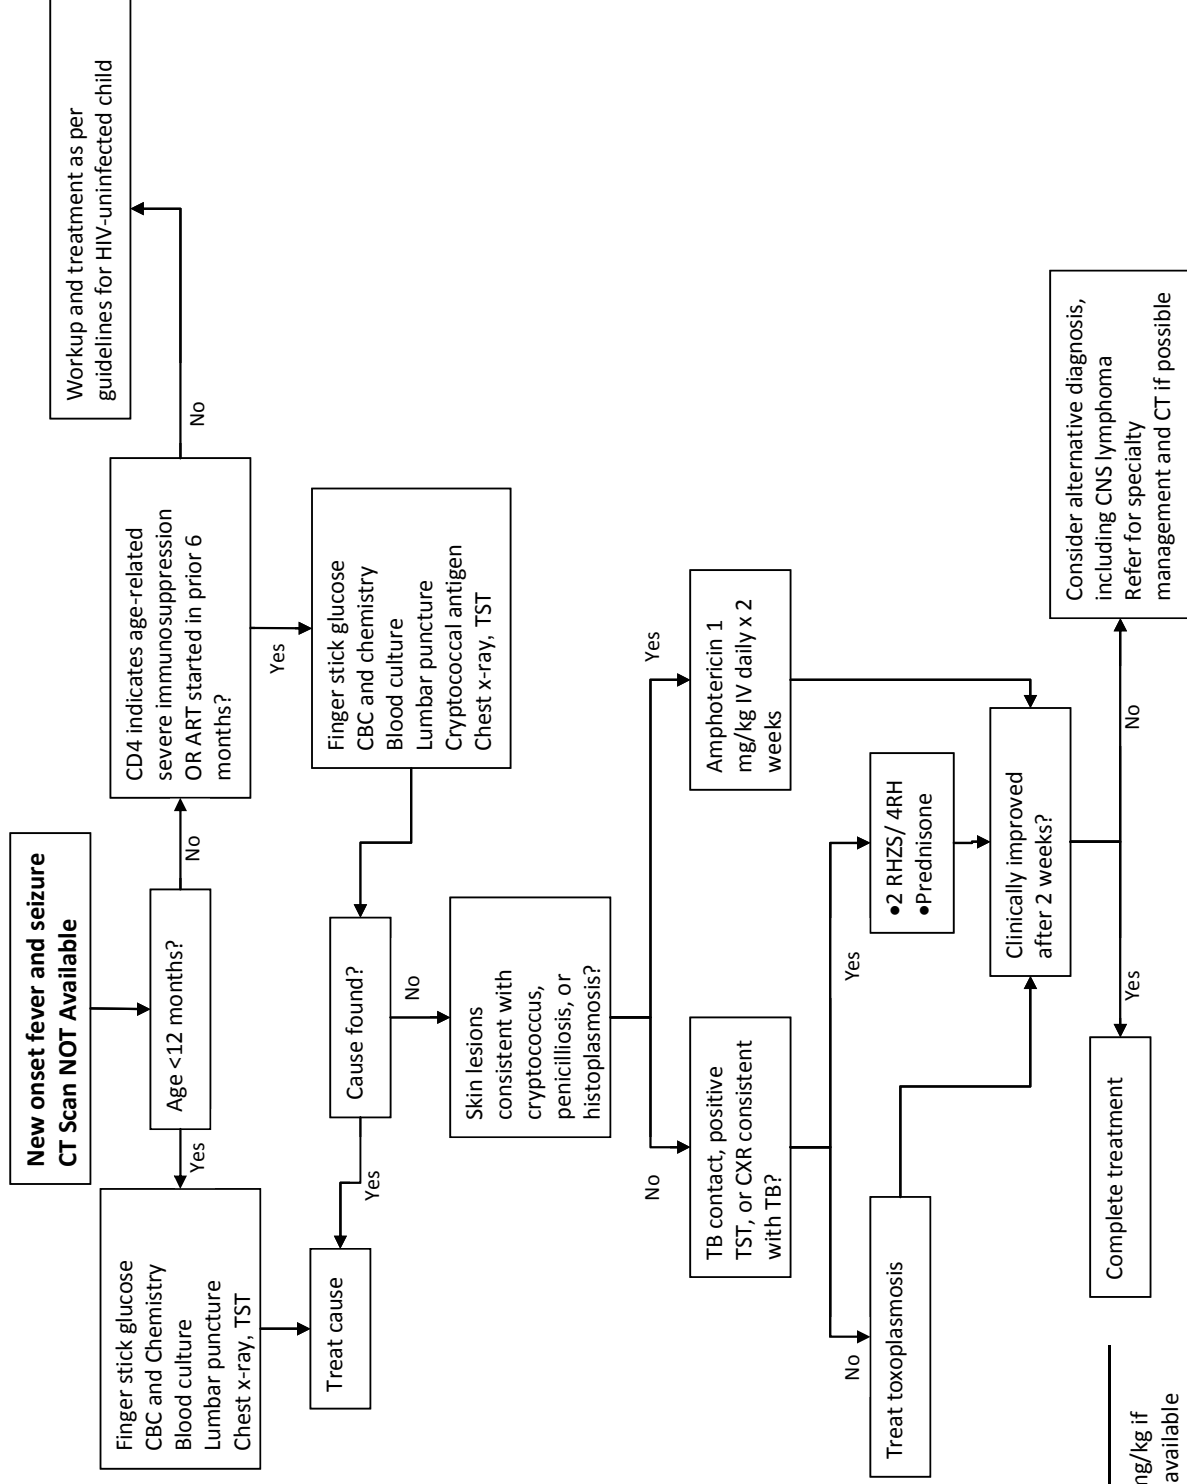 New onset fever and seizure
CT Scan NOT Available
Age <12 months?
Yes
No
Finger stick glucose
CBC and Chemistry
Blood culture
Lumbar puncture
Chest x-ray, TST
CD4 indicates age-related
severe immunosuppression
OR ART started in prior 6
months?
No
Workup and treatment as per
guidelines for HIV-uninfected child
Yes
Finger stick glucose
CBC and chemistry
Blood culture
Lumbar puncture
Cryptococcal antigen
Chest x-ray, TST
Cause found?
Yes
Treat cause
No
Skin lesions
consistent with
cryptococcus,
penicilliosis, or
histoplasmosis?
No
Yes
TB contact, positive
TST, or CXR consistent
with TB?
Amphotericin 1
mg/kg IV daily x 2
weeks
No
Yes
Treat toxoplasmosis
•2 RHZS/ 4RH
•Prednisone
Clinically improved
after 2 weeks?
Yes
No
Complete treatment
Consider alternative diagnosis,
including CNS lymphoma
Refer for specialty
management and CT if possible
mg/kg if
available